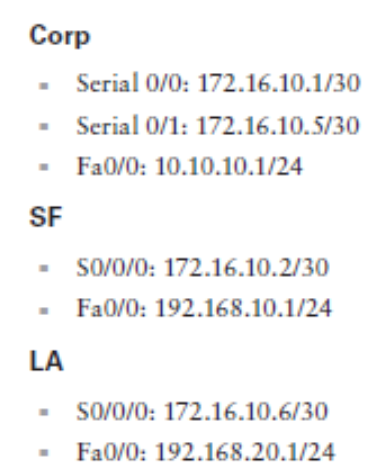 Corp
▪ Serial 0/0: 172.16.10.1/30
▪ Serial 0/1: 172.16.10.5/30
▪ Fa0/0: 10.10.10.1/24
SF
▪ S0/0/0: 172.16.10.2/30
▪ Fa0/0: 192.168.10.1/24
LA
▪ S0/0/0: 172.16.10.6/30
▪ Fa0/0: 192.168.20.1/24